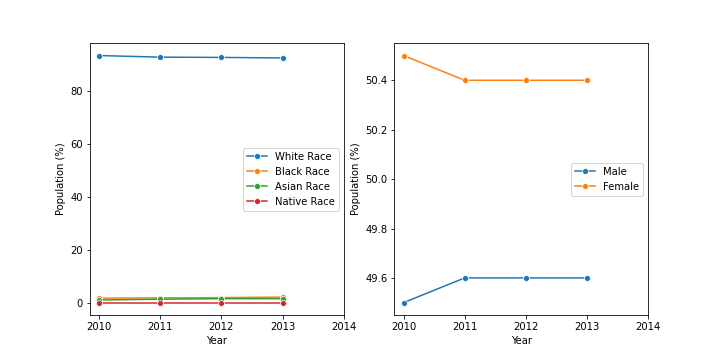 80
60
40
20
0
Population (%)
White Race
Black Race
Asian Race
Native Race
2010 2011 2012 2013 2014
Year
50.4
50.2
50.0
49.8
49.6
Population (%)
Male
Female
2010 2011 2012 2013 2014
Year